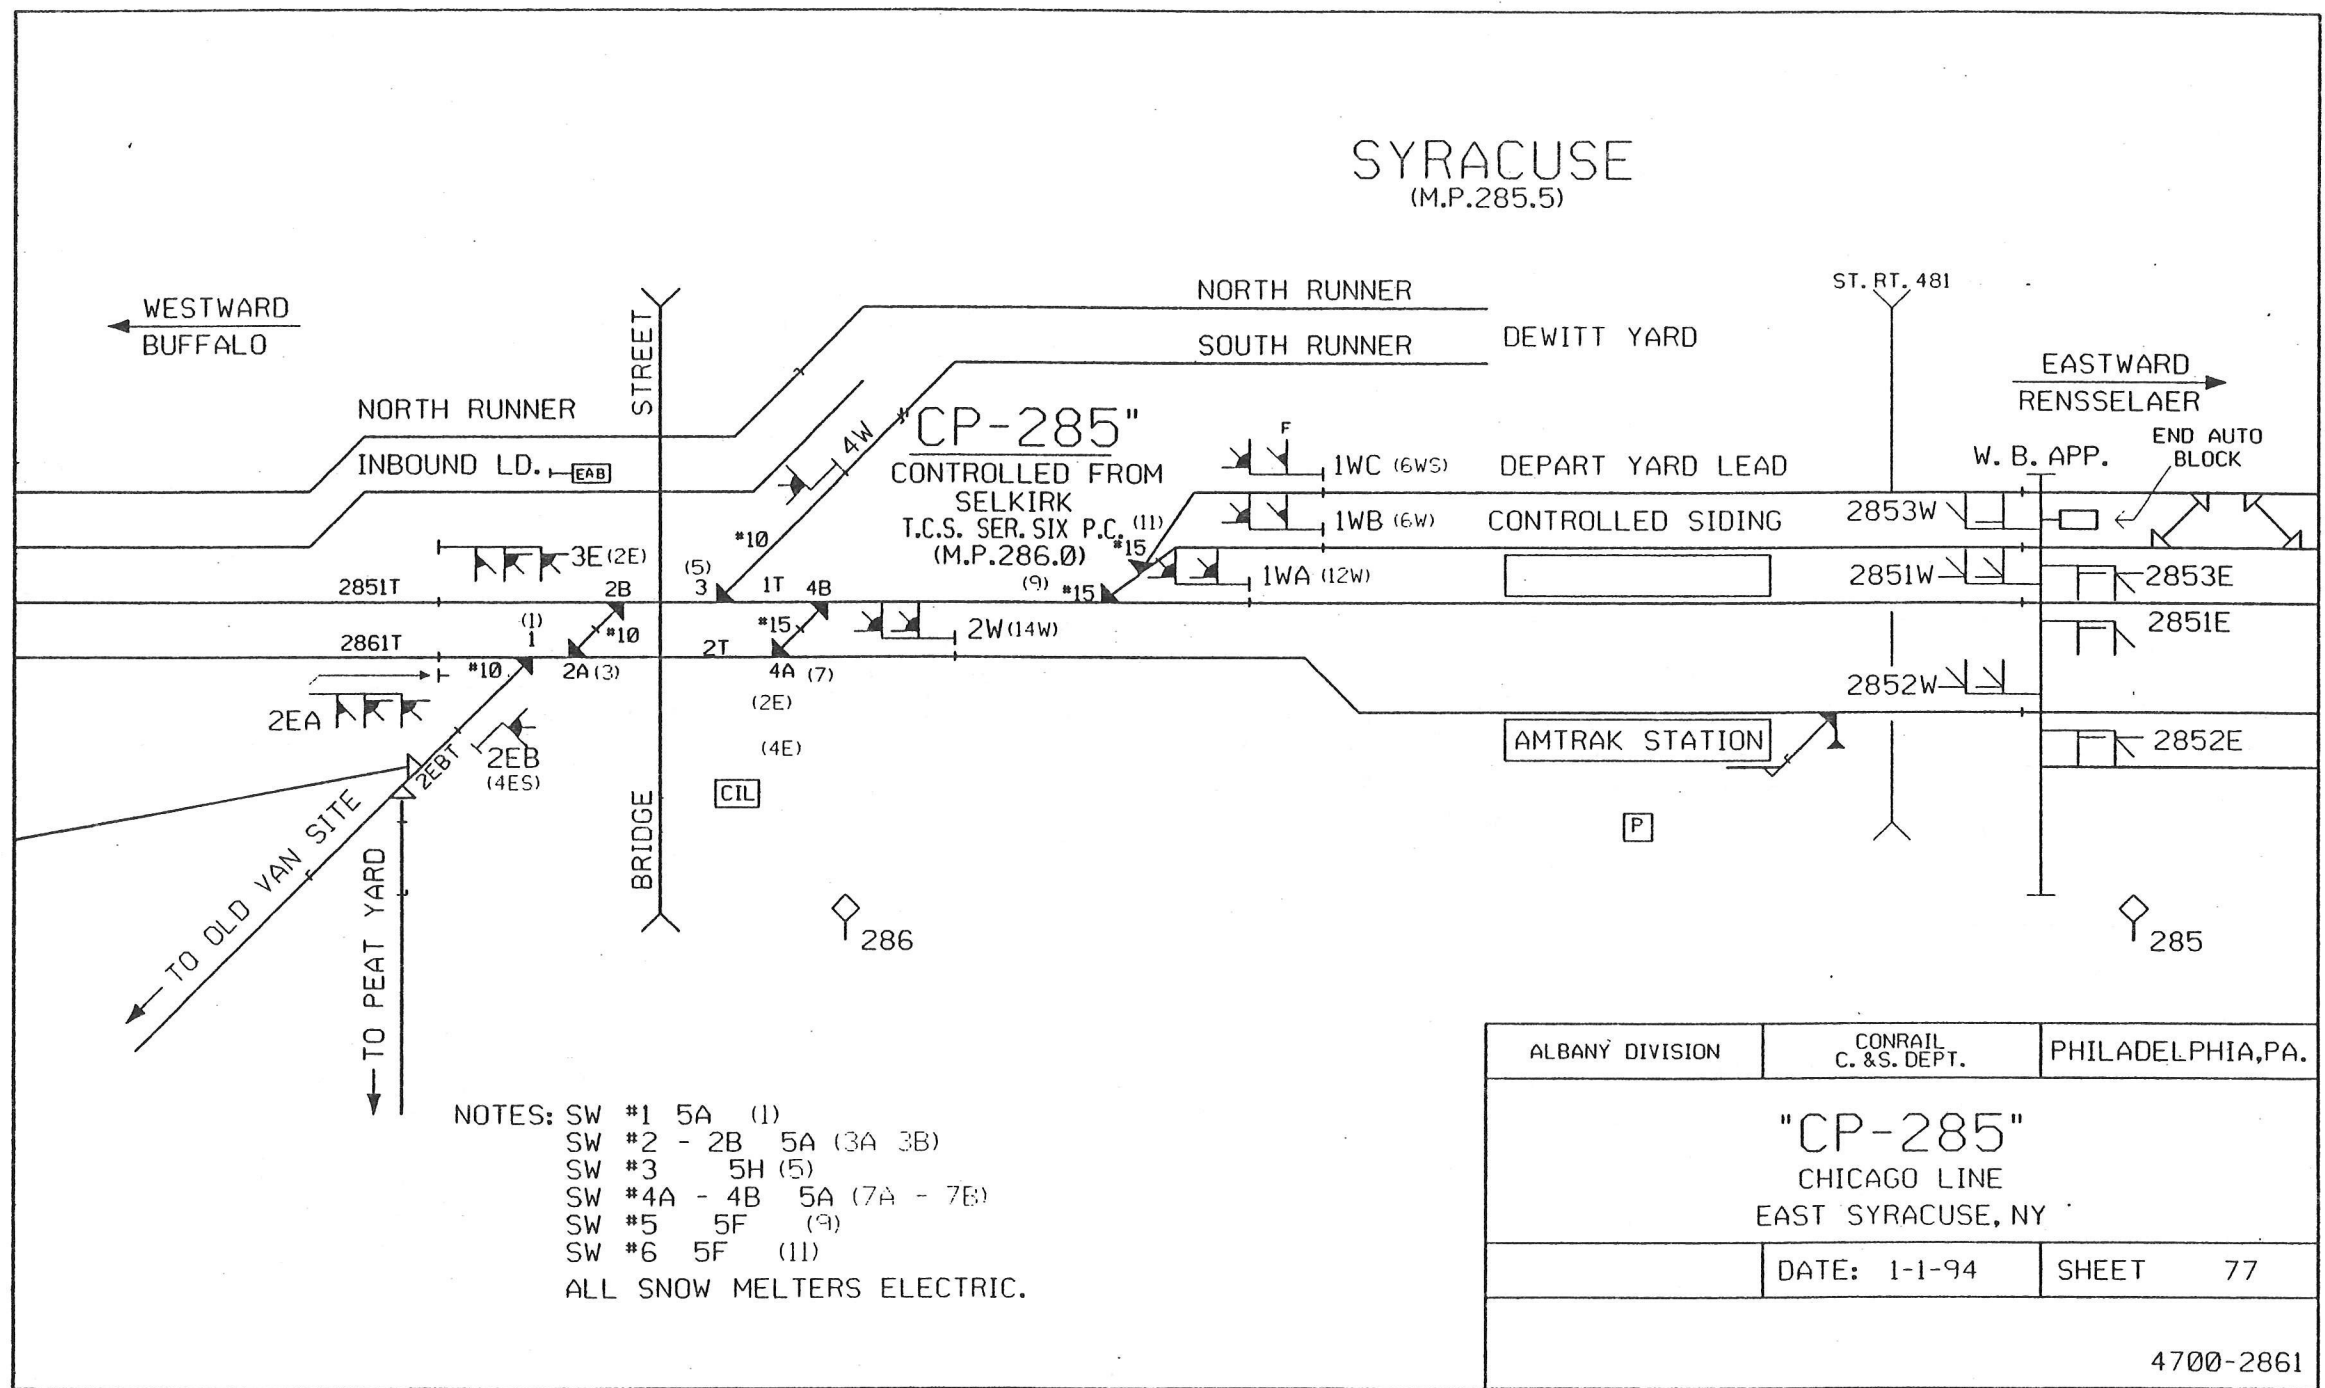 SYRACUSE
(M.P.285.5)
WESTWARD
BUFFALO
STREET
NORTH RUNNER
SOUTH RUNNER
DEWITT YARD
ST. RT. 481
EASTWARD
RENSSELAER
NORTH RUNNER
INBOUND LD.
EAB
4W
"CP-285"
CONTROLLED FROM
SELKIRK
T.C.S. SER. SIX P.C.
(M.P.286.0)
F
1WC (6WS)
DEPART YARD LEAD
W. B. APP.
END AUTO
BLOCK
1WB (6W)
CONTROLLED SIDING
2853W
#10
(11)
#15
3E (2E)
(5)
3
1T
4B
(9)
#15
1WA (12W)
2851W
2853E
2851T
2B
(1)
1
#10
#15
2W (14W)
2851E
2861T
#10
2A (3)
2T
4A (7)
2852W
2EA
(2E)
(4E)
2EB
(4ES)
2EBT
AMTRAK STATION
2852E
CIL
P
BRIDGE
TO OLD VAN SITE
TO PEAT YARD
286
285
NOTES: SW #1 5A (1)
SW #2 - 2B 5A (3A 3B)
SW #3 5H (5)
SW #4A - 4B 5A (7A - 7B)
SW #5 5F (9)
SW #6 5F (11)
ALL SNOW MELTERS ELECTRIC.
ALBANY DIVISION
CONRAIL
C. &S. DEPT.
PHILADELPHIA,PA.
"CP-285"
CHICAGO LINE
EAST SYRACUSE, NY
DATE: 1-1-94
SHEET 77
4700-2861